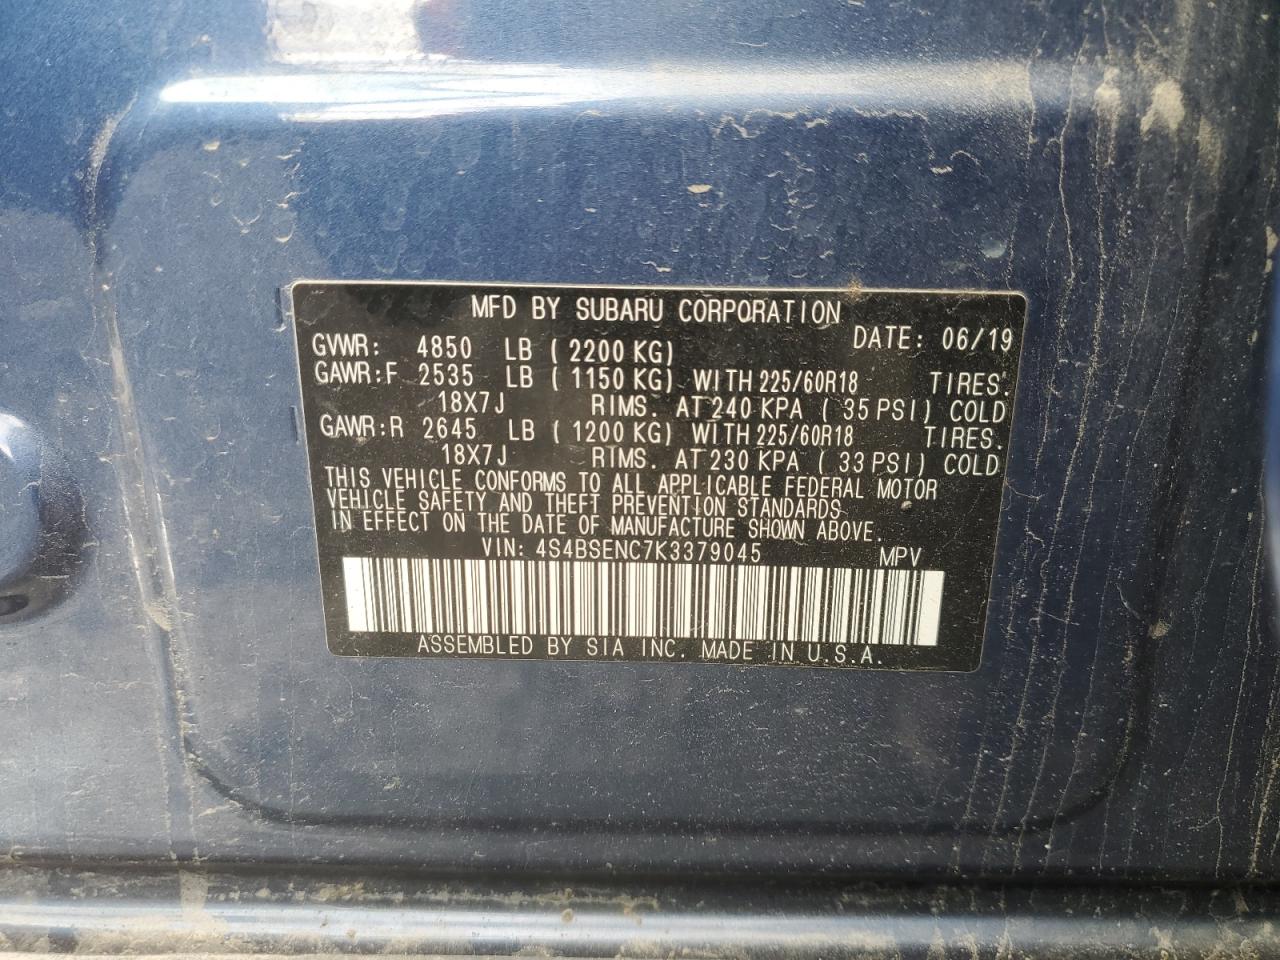 MFD BY SUBARU CORPORATION
GVWR: 4850 LB ( 2200 KG) DATE: 06/19
GAWR:F 2535 LB ( 1150 KG) WITH 225/60R18 TIRES.
18X7J RIMS. AT 240 KPA ( 35 PSI) COLD
GAWR:R 2645 LB ( 1200 KG) WITH 225/60R18 TIRES.
18X7J RIMS. AT 230 KPA ( 33 PSI) COLD
THIS VEHICLE CONFORMS TO ALL APPLICABLE FEDERAL MOTOR
VEHICLE SAFETY AND THEFT PREVENTION STANDARDS
IN EFFECT ON THE DATE OF MANUFACTURE SHOWN ABOVE.
VIN: 4S4BSENC7K3379045 MPV
ASSEMBLED BY SIA INC. MADE IN U.S.A.